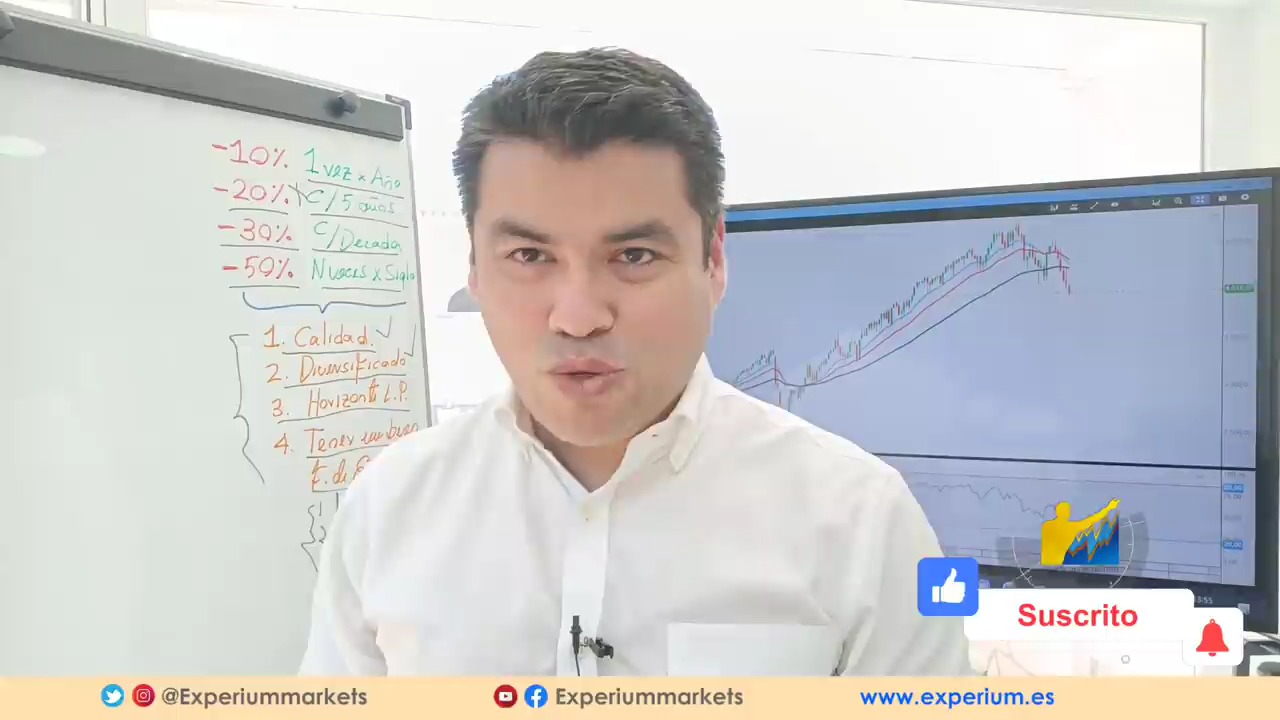 -10% 1 vez x Año
-20% C/5 años
-30% C/Decada
-50% N veces x Siglo
1. Calidad.
2. Diversificado
3. Horizonte L.P.
4. Tener un buen
f. de
Suscrito
@Experiummarkets
Experiummarkets
www.experium.es